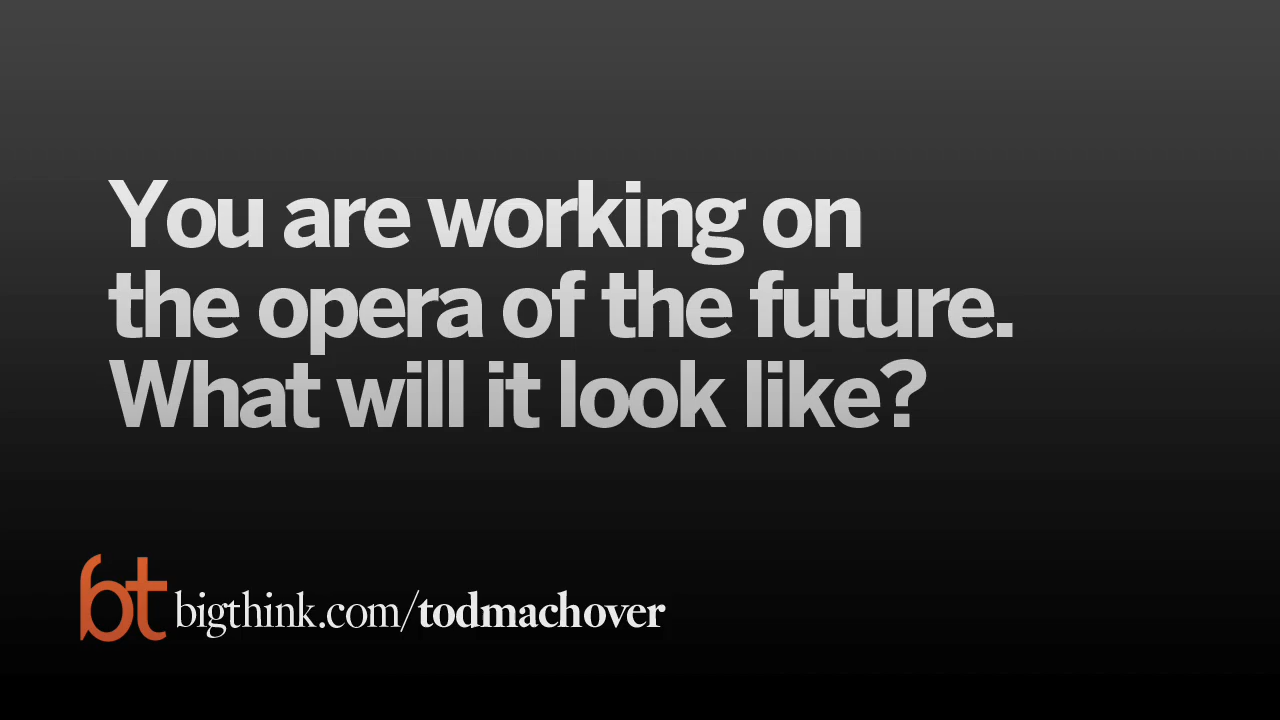 You are working on
the opera of the future.
What will it look like?
bt bigthink.com/todmachover